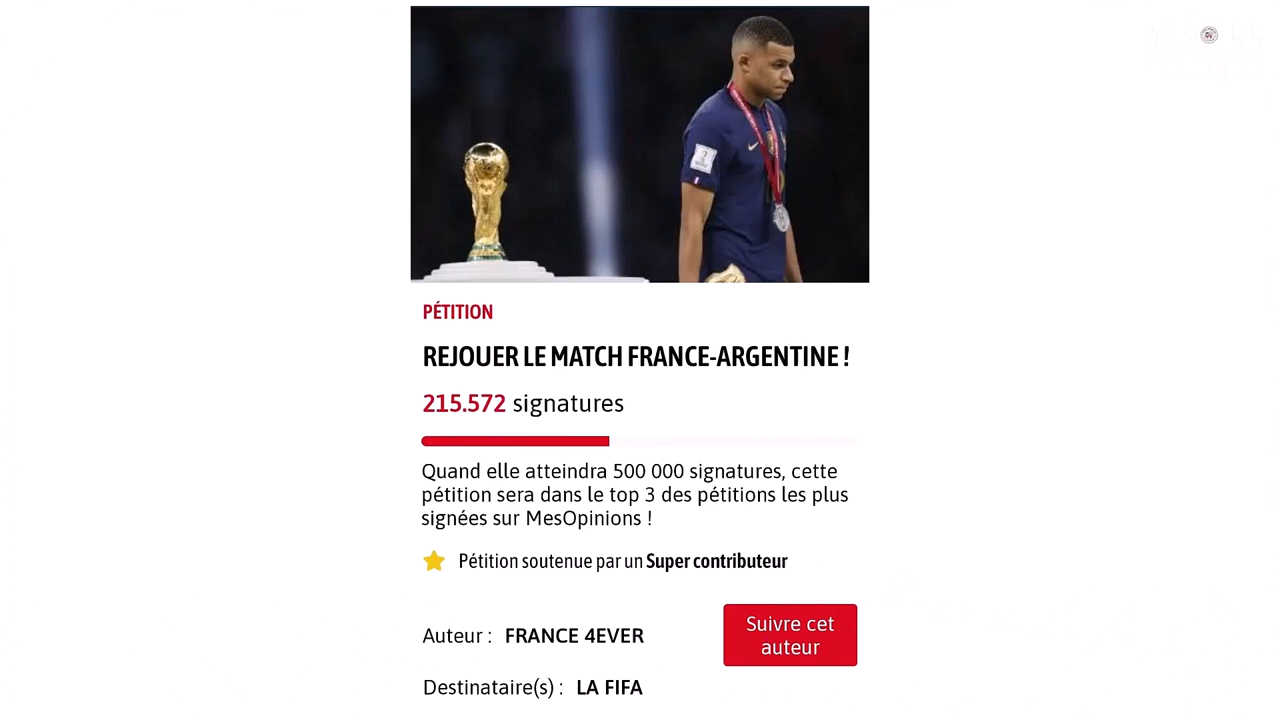 PÉTITION
REJOUER LE MATCH FRANCE-ARGENTINE !
215.572 signatures
Quand elle atteindra 500 000 signatures, cette
pétition sera dans le top 3 des pétitions les plus
signées sur MesOpinions !
Pétition soutenue par un Super contributeur
Auteur : FRANCE 4EVER
Suivre cet
auteur
Destinataire(s) : LA FIFA